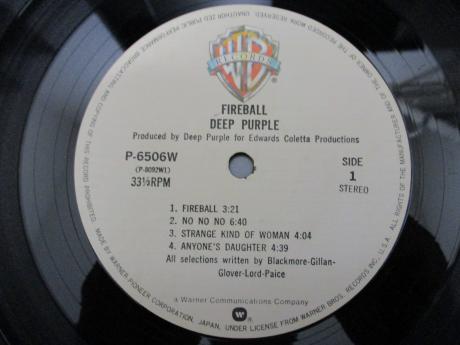 WB
RECORDS
®
FIREBALL
DEEP PURPLE
Produced by Deep Purple for Edwards Coletta Productions
P-6506W
(P-8092W1)
33⅓RPM
SIDE
1
STEREO
1. FIREBALL 3:21
2. NO NO NO 6:40
3. STRANGE KIND OF WOMAN 4:04
4. ANYONE'S DAUGHTER 4:39
All selections written by Blackmore-Gillan-
Glover-Lord-Paice
a Warner Communications Company
ALL RIGHTS OF THE MANUFACTURER AND OF THE OWNER OF THE RECORDED WORK RESERVED. UNAUTHORIZED PUBLIC PERFORMANCE, BROADCASTING AND COPYING OF THIS RECORD PROHIBITED.
MADE BY WARNER-PIONEER CORPORATION, JAPAN, UNDER LICENSE FROM WARNER BROS. RECORDS INC., U.S.A.